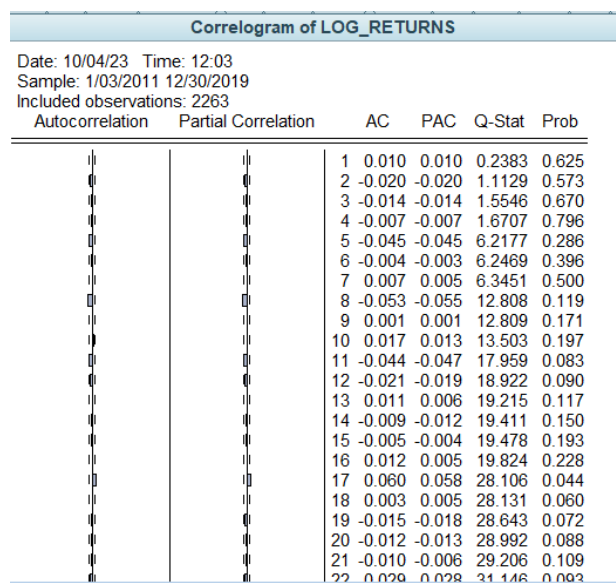 Correlogram of LOG_RETURNS
Date: 10/04/23 Time: 12:03
Sample: 1/03/2011 12/30/2019
Included observations: 2263
Autocorrelation Partial Correlation AC PAC Q-Stat Prob
1 0.010 0.010 0.2383 0.625
2 -0.020 -0.020 1.1129 0.573
3 -0.014 -0.014 1.5546 0.670
4 -0.007 -0.007 1.6707 0.796
5 -0.045 -0.045 6.2177 0.286
6 -0.004 -0.003 6.2469 0.396
7 0.007 0.005 6.3451 0.500
8 -0.053 -0.055 12.808 0.119
9 0.001 0.001 12.809 0.171
10 0.017 0.013 13.503 0.197
11 -0.044 -0.047 17.959 0.083
12 -0.021 -0.019 18.922 0.090
13 0.011 0.006 19.215 0.117
14 -0.009 -0.012 19.411 0.150
15 -0.005 -0.004 19.478 0.193
16 0.012 0.005 19.824 0.228
17 0.060 0.058 28.106 0.044
18 0.003 0.005 28.131 0.060
19 -0.015 -0.018 28.643 0.072
20 -0.012 -0.013 28.992 0.088
21 -0.010 -0.006 29.206 0.109
22 0.029 0.028 31.146 0.093